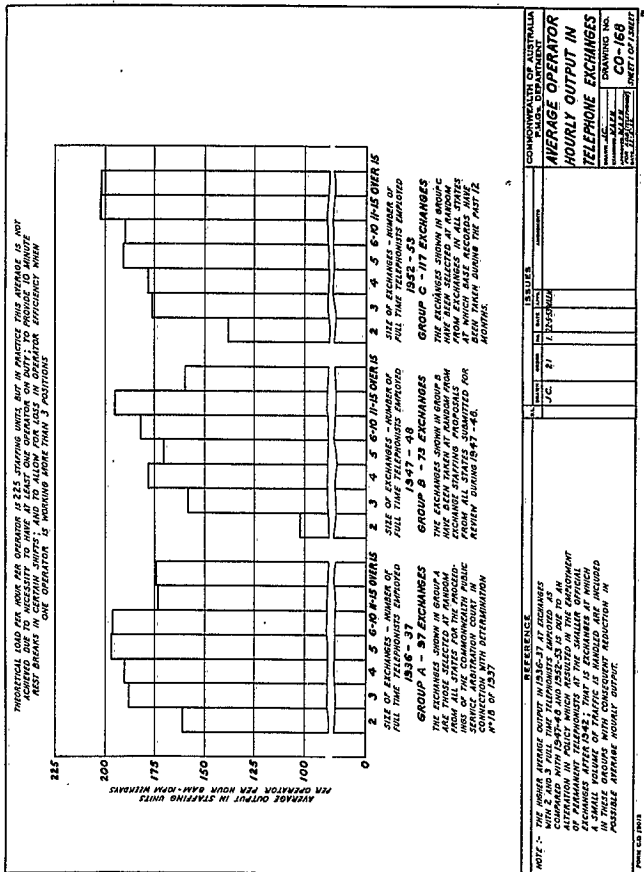 THEORETICAL LOAD PER HOUR PER OPERATOR IS 225 STAFFING UNITS, BUT IN PRACTICE THIS AVERAGE IS NOT
ACHIEVED DUE TO NECESSITY TO HAVE AT LEAST ONE OPERATOR ON DUTY; TO PROVIDE 10 MINUTE
REST BREAKS IN CERTAIN SHIFTS; AND TO ALLOW FOR LOSS IN OPERATOR EFFICIENCY WHEN
ONE OPERATOR IS WORKING MORE THAN 3 POSITIONS
AVERAGE OUTPUT IN STAFFING UNITS
PER OPERATOR PER HOUR 8AM-10PM WEEKDAYS
225
200
175
150
125
100
0
2 3 4 5 6-10 11-15 OVER 15
SIZE OF EXCHANGES - NUMBER OF
FULL TIME TELEPHONISTS EMPLOYED
1936-37
GROUP A - 97 EXCHANGES
THE EXCHANGES SHOWN IN GROUP A
ARE THOSE SELECTED AT RANDOM
FROM ALL STATES FOR THE PROCEED-
INGS OF THE COMMONWEALTH PUBLIC
SERVICE ARBITRATION COURT IN
CONNECTION WITH DETERMINATION
Nº 18 OF 1937
2 3 4 5 6-10 11-15 OVER 15
SIZE OF EXCHANGES - NUMBER OF
FULL TIME TELEPHONISTS EMPLOYED
1947-48
GROUP B - 73 EXCHANGES
THE EXCHANGES SHOWN IN GROUP B
HAVE BEEN TAKEN AT RANDOM FROM
EXCHANGE STAFFING PROPOSALS
FROM ALL STATES SUBMITTED FOR
REVIEW DURING 1947-48.
2 3 4 5 6-10 11-15 OVER 15
SIZE OF EXCHANGES - NUMBER OF
FULL TIME TELEPHONISTS EMPLOYED
1952-53
GROUP C - 117 EXCHANGES
THE EXCHANGES SHOWN IN GROUP C
HAVE BEEN SELECTED AT RANDOM
FROM EXCHANGES IN ALL STATES
AT WHICH BASE RECORDS HAVE
BEEN TAKEN DURING THE PAST 12
MONTHS.
REFERENCE
NOTE:- THE HIGHER AVERAGE OUTPUT IN 1936-37 AT EXCHANGES
WITH 2 AND 3 FULL TIME TELEPHONISTS EMPLOYED AS
COMPARED WITH 1947-48 AND 1952-53 IS DUE TO AN
ALTERATION IN POLICY WHICH RESULTED IN THE EMPLOYMENT
OF PERMANENT TELEPHONISTS AT THE SMALLER OFFICIAL
EXCHANGES AFTER 1942; THAT IS EXCHANGES AT WHICH
A SMALL VOLUME OF TRAFFIC IS HANDLED ARE INCLUDED
IN THESE GROUPS WITH CONSEQUENT REDUCTION IN
POSSIBLE AVERAGE HOURLY OUTPUT.
ISSUES
DATE
J.C. 21 1.
COMMONWEALTH OF AUSTRALIA
P.M.G's. DEPARTMENT
AVERAGE OPERATOR
HOURLY OUTPUT IN
TELEPHONE EXCHANGES
DRAWN J.C.
DRAWING NO.
CO-168
SHEET 1 OF 1 SHEET